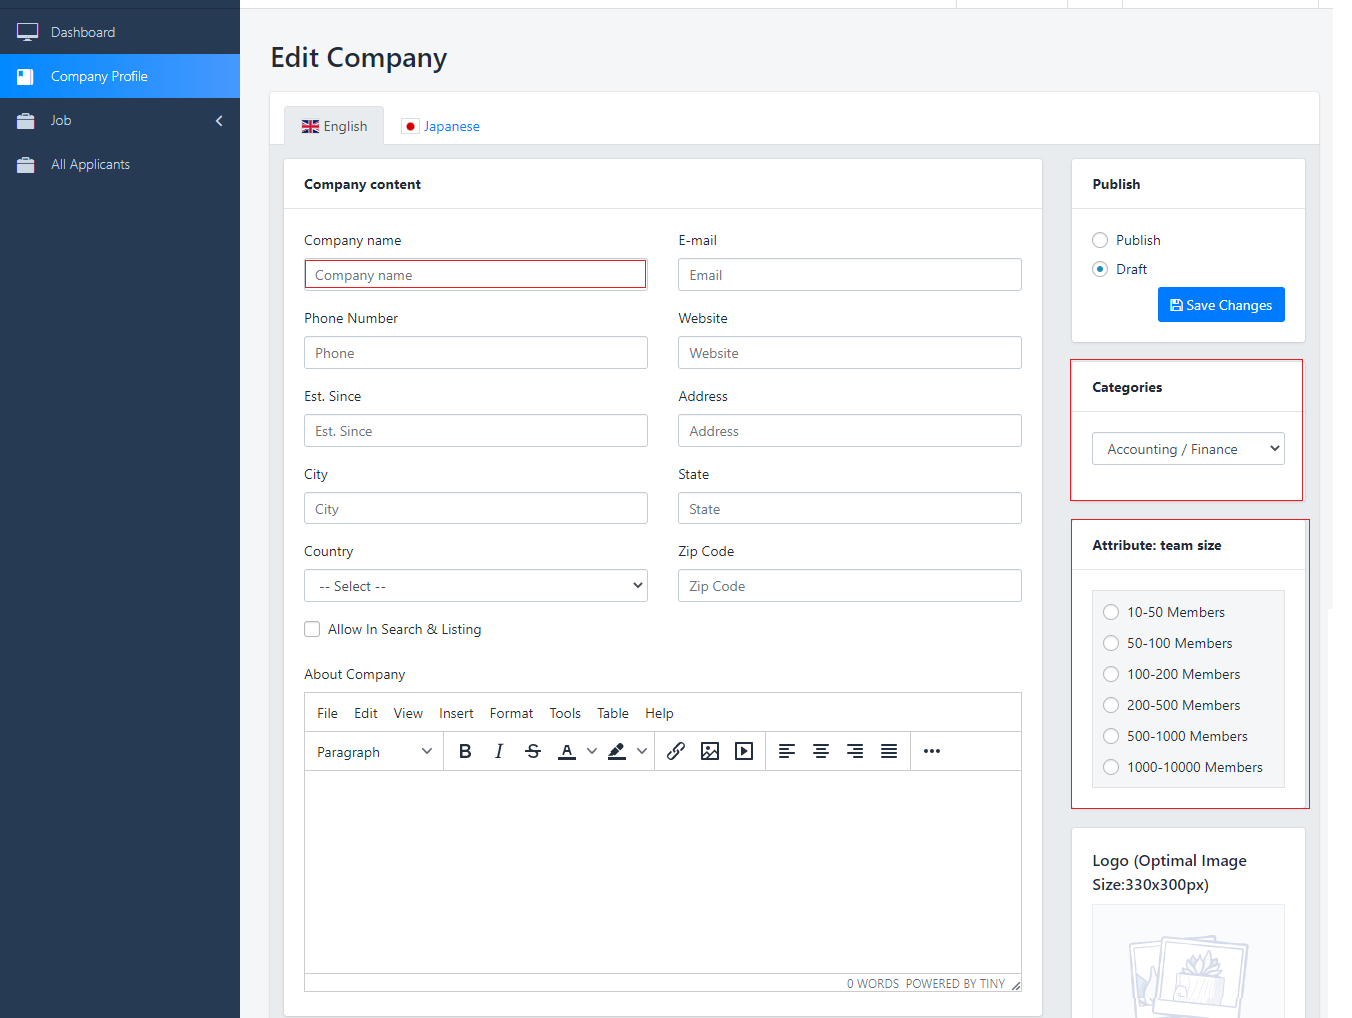 Dashboard
Company Profile
Job
All Applicants
Edit Company
English
Japanese
Company content
Company name
E-mail
Company name
Email
Phone Number
Website
Phone
Website
Est. Since
Address
Est. Since
Address
City
State
City
State
Country
Zip Code
-- Select --
Zip Code
Allow In Search & Listing
About Company
File Edit View Insert Format Tools Table Help
Paragraph B I S A
0 WORDS POWERED BY TINY
Publish
Publish
Draft
Save Changes
Categories
Accounting / Finance
Attribute: team size
10-50 Members
50-100 Members
100-200 Members
200-500 Members
500-1000 Members
1000-10000 Members
Logo (Optimal Image
Size:330x300px)